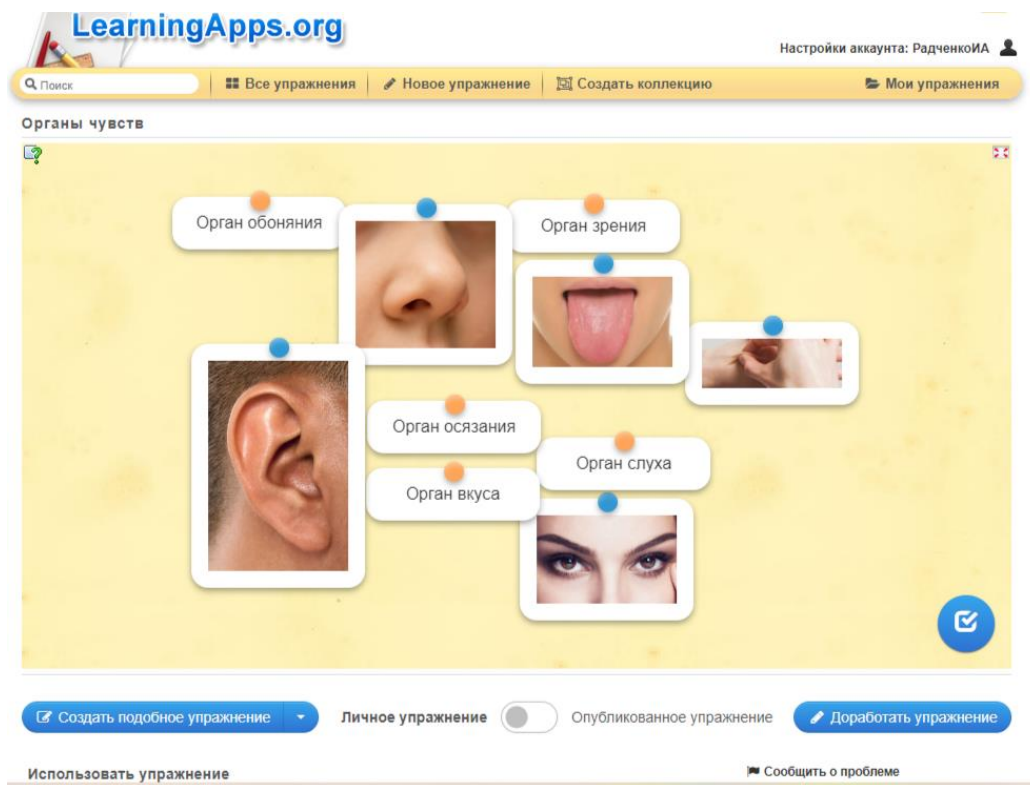 LearningApps.org
Настройки аккаунта: РадченкоИА
Поиск
Все упражнения
Новое упражнение
Создать коллекцию
Мои упражнения
Органы чувств
Орган обоняния
Орган зрения
Орган осязания
Орган слуха
Орган вкуса
Создать подобное упражнение
Личное упражнение
Опубликованное упражнение
Доработать упражнение
Использовать упражнение
Сообщить о проблеме